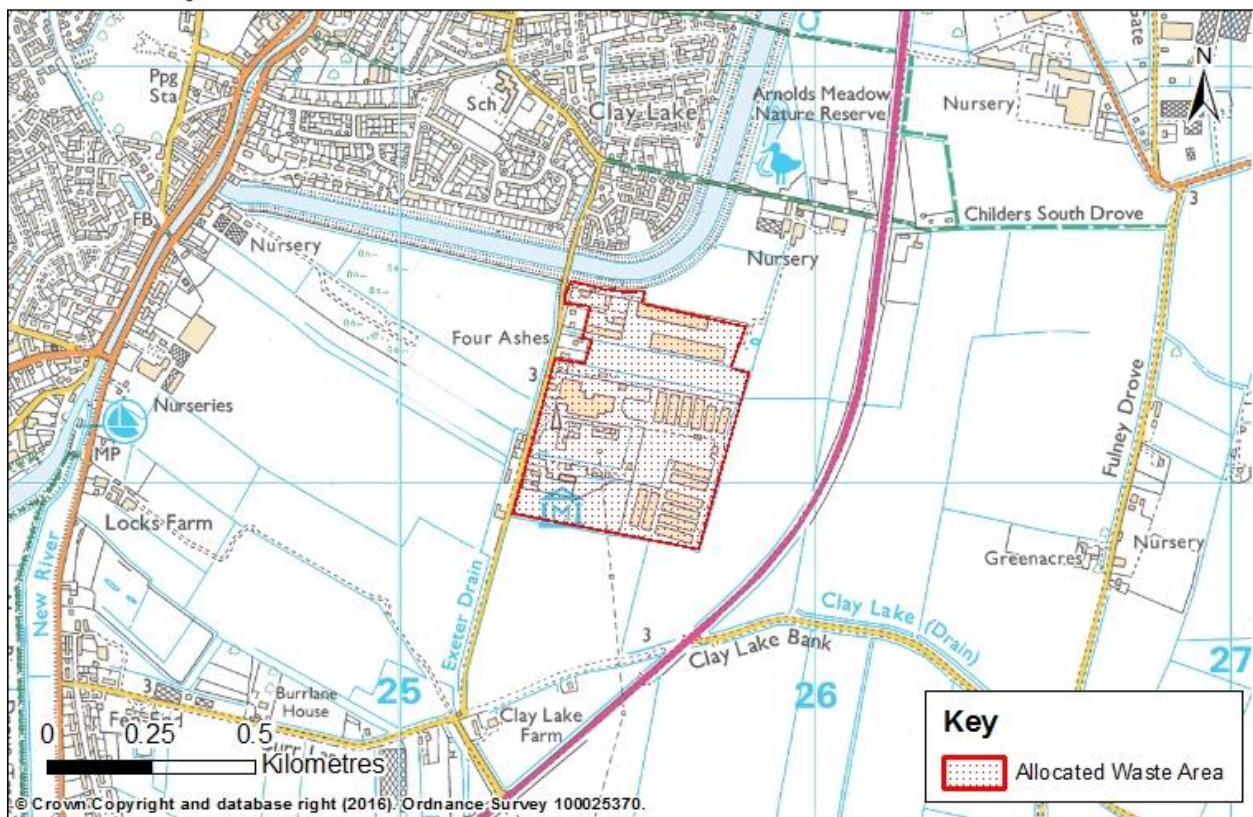 Ppg
Sta
Sch
Clay Lake
Arnolds Meadow
Nature Reserve
Nursery
N
FB
Nursery
Nursery
Childers South Drove
3
Four Ashes
3
Nurseries
MP
Locks Farm
New River
Exeter Drain
Fulney Drove
Greenacres
Nursery
3
Clay Lake (Drain)
Clay Lake Bank
25
26
27
3
Burrlane
House
Clay Lake
Farm
0 0.25 0.5
Kilometres
Key
Allocated Waste Area
© Crown Copyright and database right (2016). Ordnance Survey 100025370.